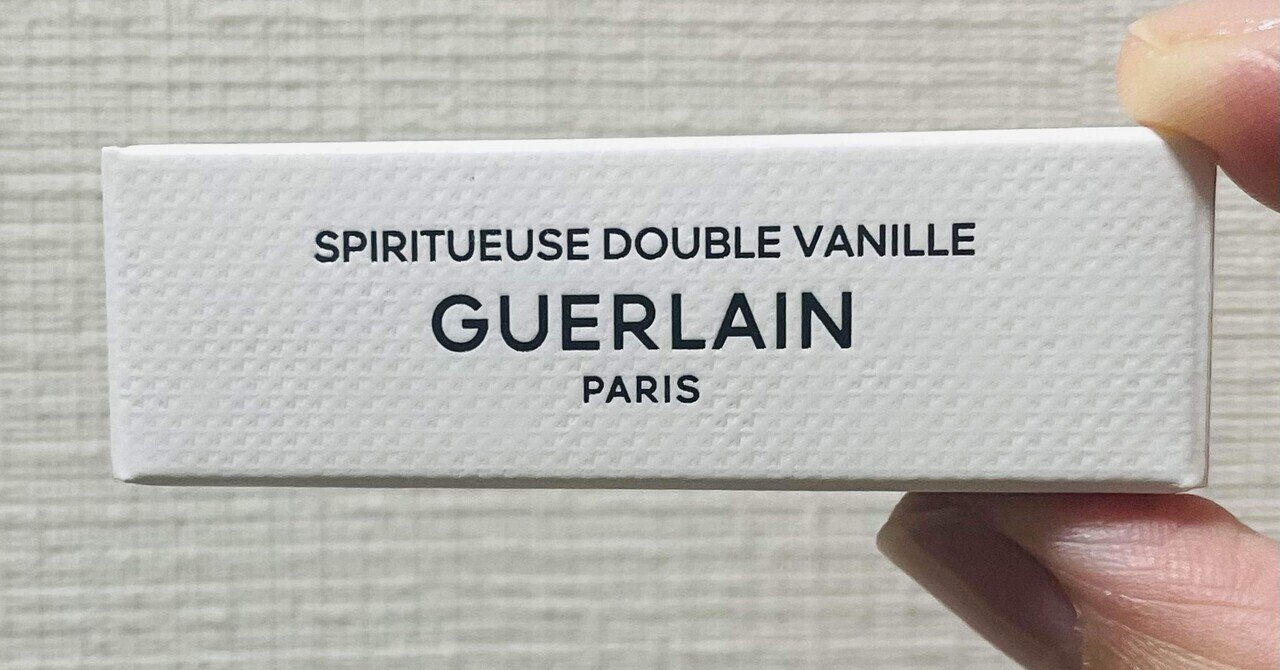 SPIRITUEUSE DOUBLE VANILLE
GUERLAIN
PARIS